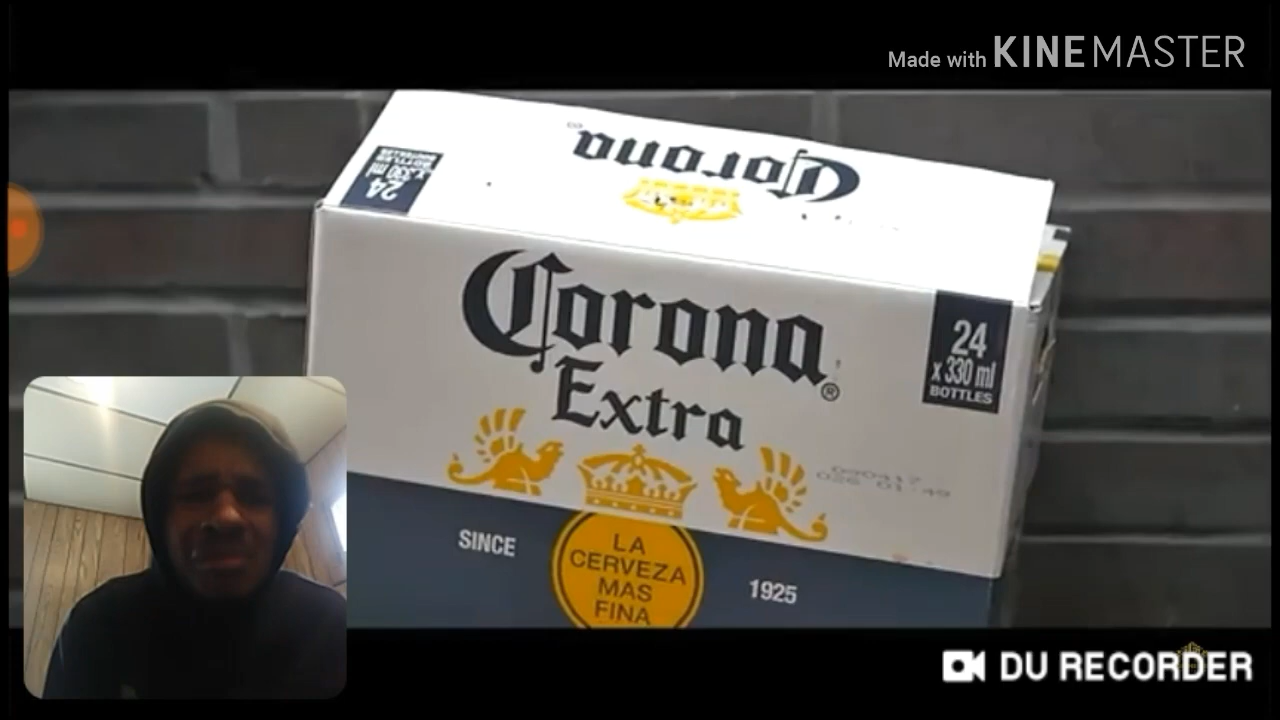 Made with KINEMASTER
Corona®
24
x 330 ml
BOTTLES
Corona®
Extra
24
x 330 ml
BOTTLES
SINCE
LA
CERVEZA
MAS
FINA
1925
DU RECORDER